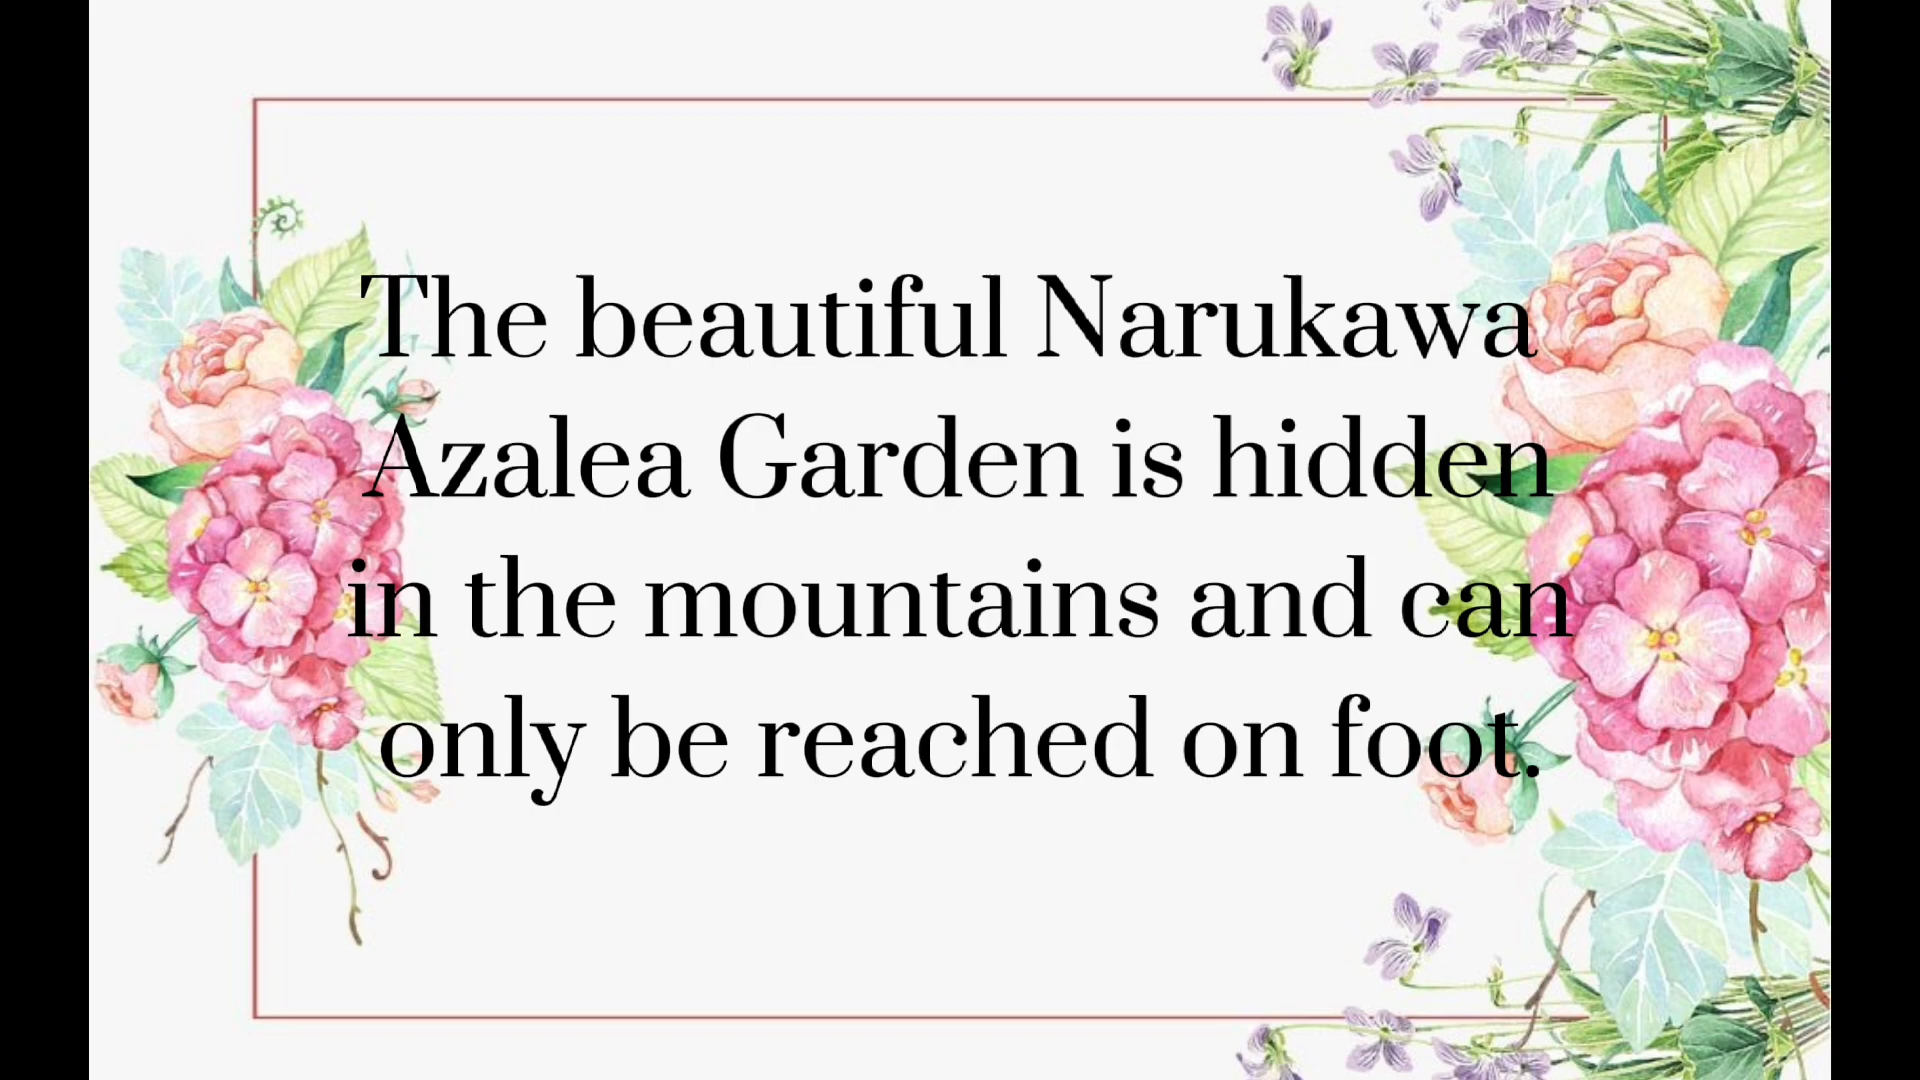 The beautiful Narukawa
Azalea Garden is hidden
in the mountains and can
only be reached on foot.